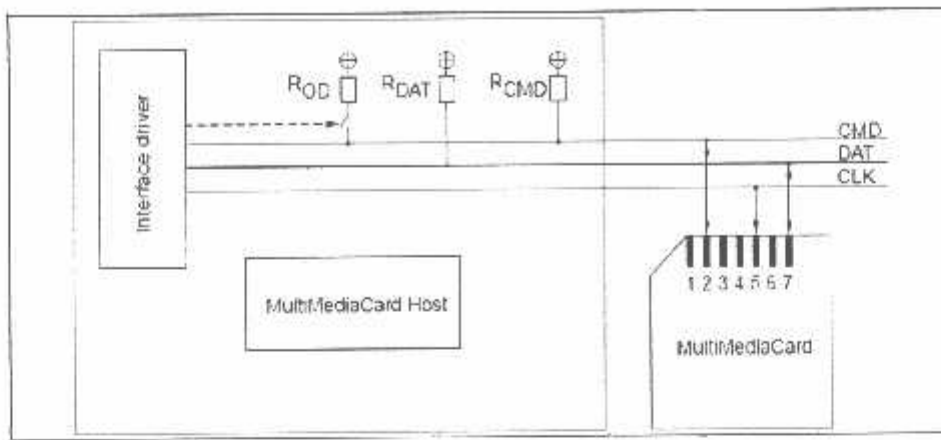 R_OD R_DAT R_CMD
Interface driver
CMD
DAT
CLK
1 2 3 4 5 6 7
MultiMediaCard Host
MultiMediaCard